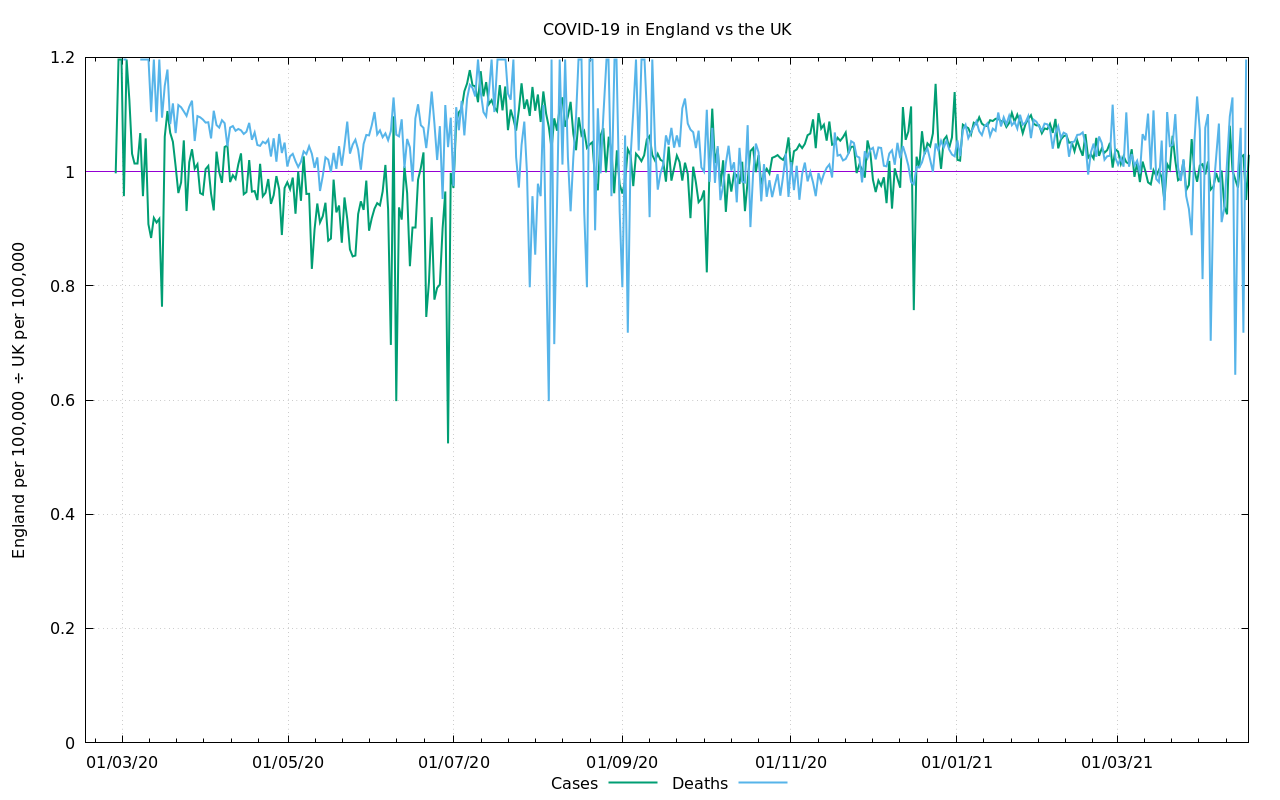 COVID-19 in England vs the UK
England per 100,000 ÷ UK per 100,000
1.2
1
0.8
0.6
0.4
0.2
0
01/03/20 01/05/20 01/07/20 01/09/20 01/11/20 01/01/21 01/03/21
Cases Deaths